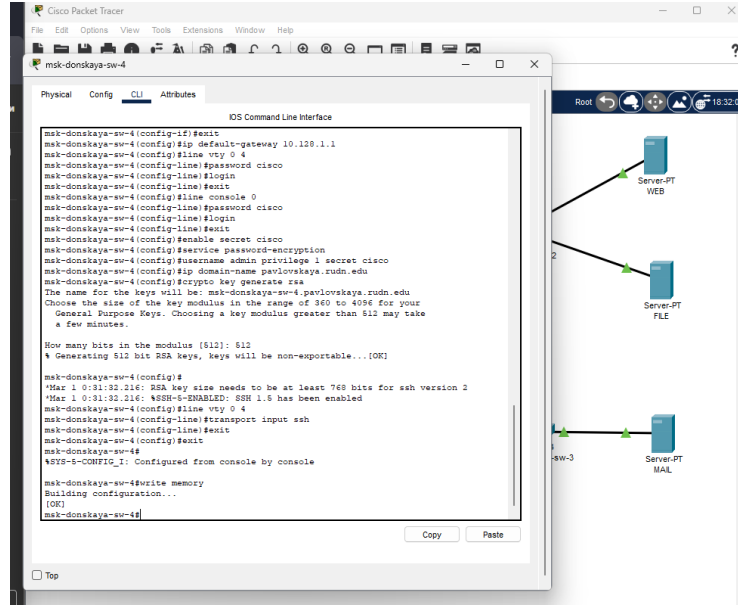 Cisco Packet Tracer
File Edit Options View Tools Extensions Window Help
msk-donskaya-sw-4
Physical Config CLI Attributes
IOS Command Line Interface
msk-donskaya-sw-4(config-if)#exit
msk-donskaya-sw-4(config)#ip default-gateway 10.128.1.1
msk-donskaya-sw-4(config)#line vty 0 4
msk-donskaya-sw-4(config-line)#password cisco
msk-donskaya-sw-4(config-line)#login
msk-donskaya-sw-4(config-line)#exit
msk-donskaya-sw-4(config)#line console 0
msk-donskaya-sw-4(config-line)#password cisco
msk-donskaya-sw-4(config-line)#login
msk-donskaya-sw-4(config-line)#exit
msk-donskaya-sw-4(config)#enable secret cisco
msk-donskaya-sw-4(config)#service password-encryption
msk-donskaya-sw-4(config)#username admin privilege 1 secret cisco
msk-donskaya-sw-4(config)#ip domain-name pavlovskaya.rudn.edu
msk-donskaya-sw-4(config)#crypto key generate rsa
The name for the keys will be: msk-donskaya-sw-4.pavlovskaya.rudn.edu
Choose the size of the key modulus in the range of 360 to 4096 for your
General Purpose Keys. Choosing a key modulus greater than 512 may take
a few minutes.
How many bits in the modulus [512]: 512
% Generating 512 bit RSA keys, keys will be non-exportable...[OK]
msk-donskaya-sw-4(config)#
*Mar 1 0:31:32.216: RSA key size needs to be at least 768 bits for ssh version 2
*Mar 1 0:31:32.216: %SSH-5-ENABLED: SSH 1.5 has been enabled
msk-donskaya-sw-4(config)#line vty 0 4
msk-donskaya-sw-4(config-line)#transport input ssh
msk-donskaya-sw-4(config-line)#exit
msk-donskaya-sw-4(config)#exit
msk-donskaya-sw-4#
%SYS-5-CONFIG_I: Configured from console by console
msk-donskaya-sw-4#write memory
Building configuration...
[OK]
msk-donskaya-sw-4#
Copy Paste
Top
Root 18:32:0
Server-PT
WEB
2
Server-PT
FILE
-sw-3
Server-PT
MAIL